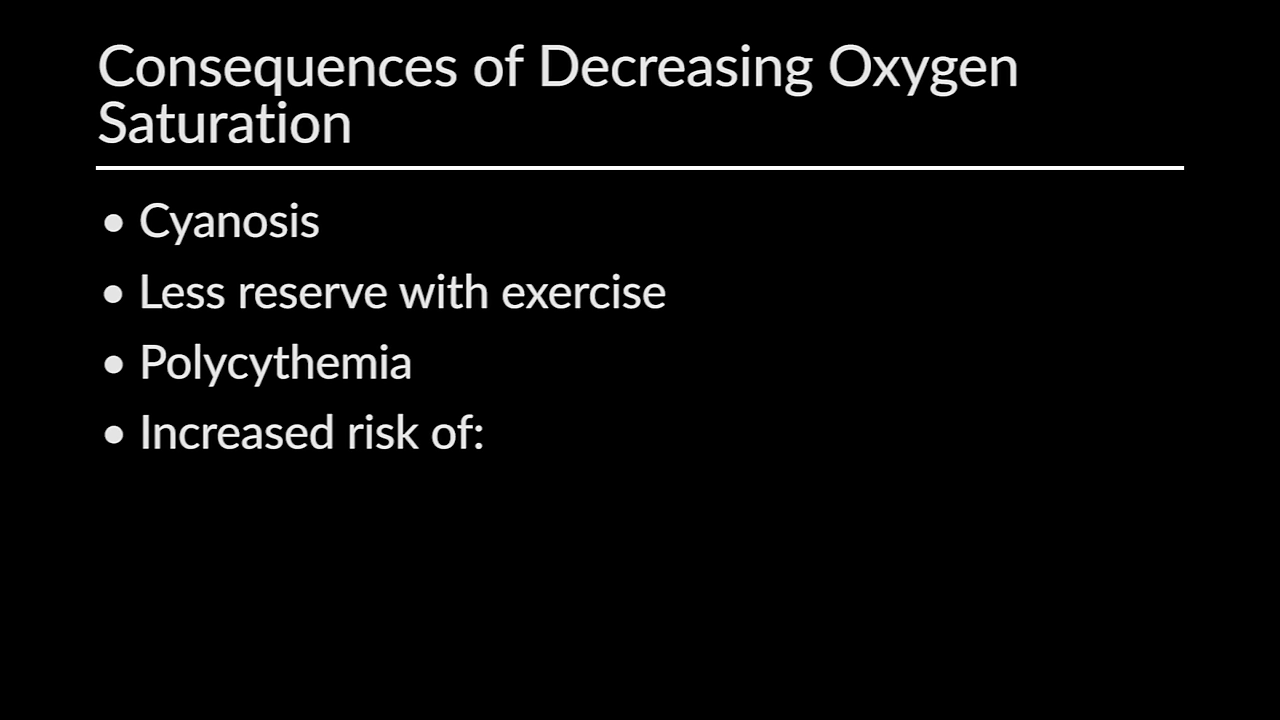 Consequences of Decreasing Oxygen
Saturation
• Cyanosis
• Less reserve with exercise
• Polycythemia
• Increased risk of: